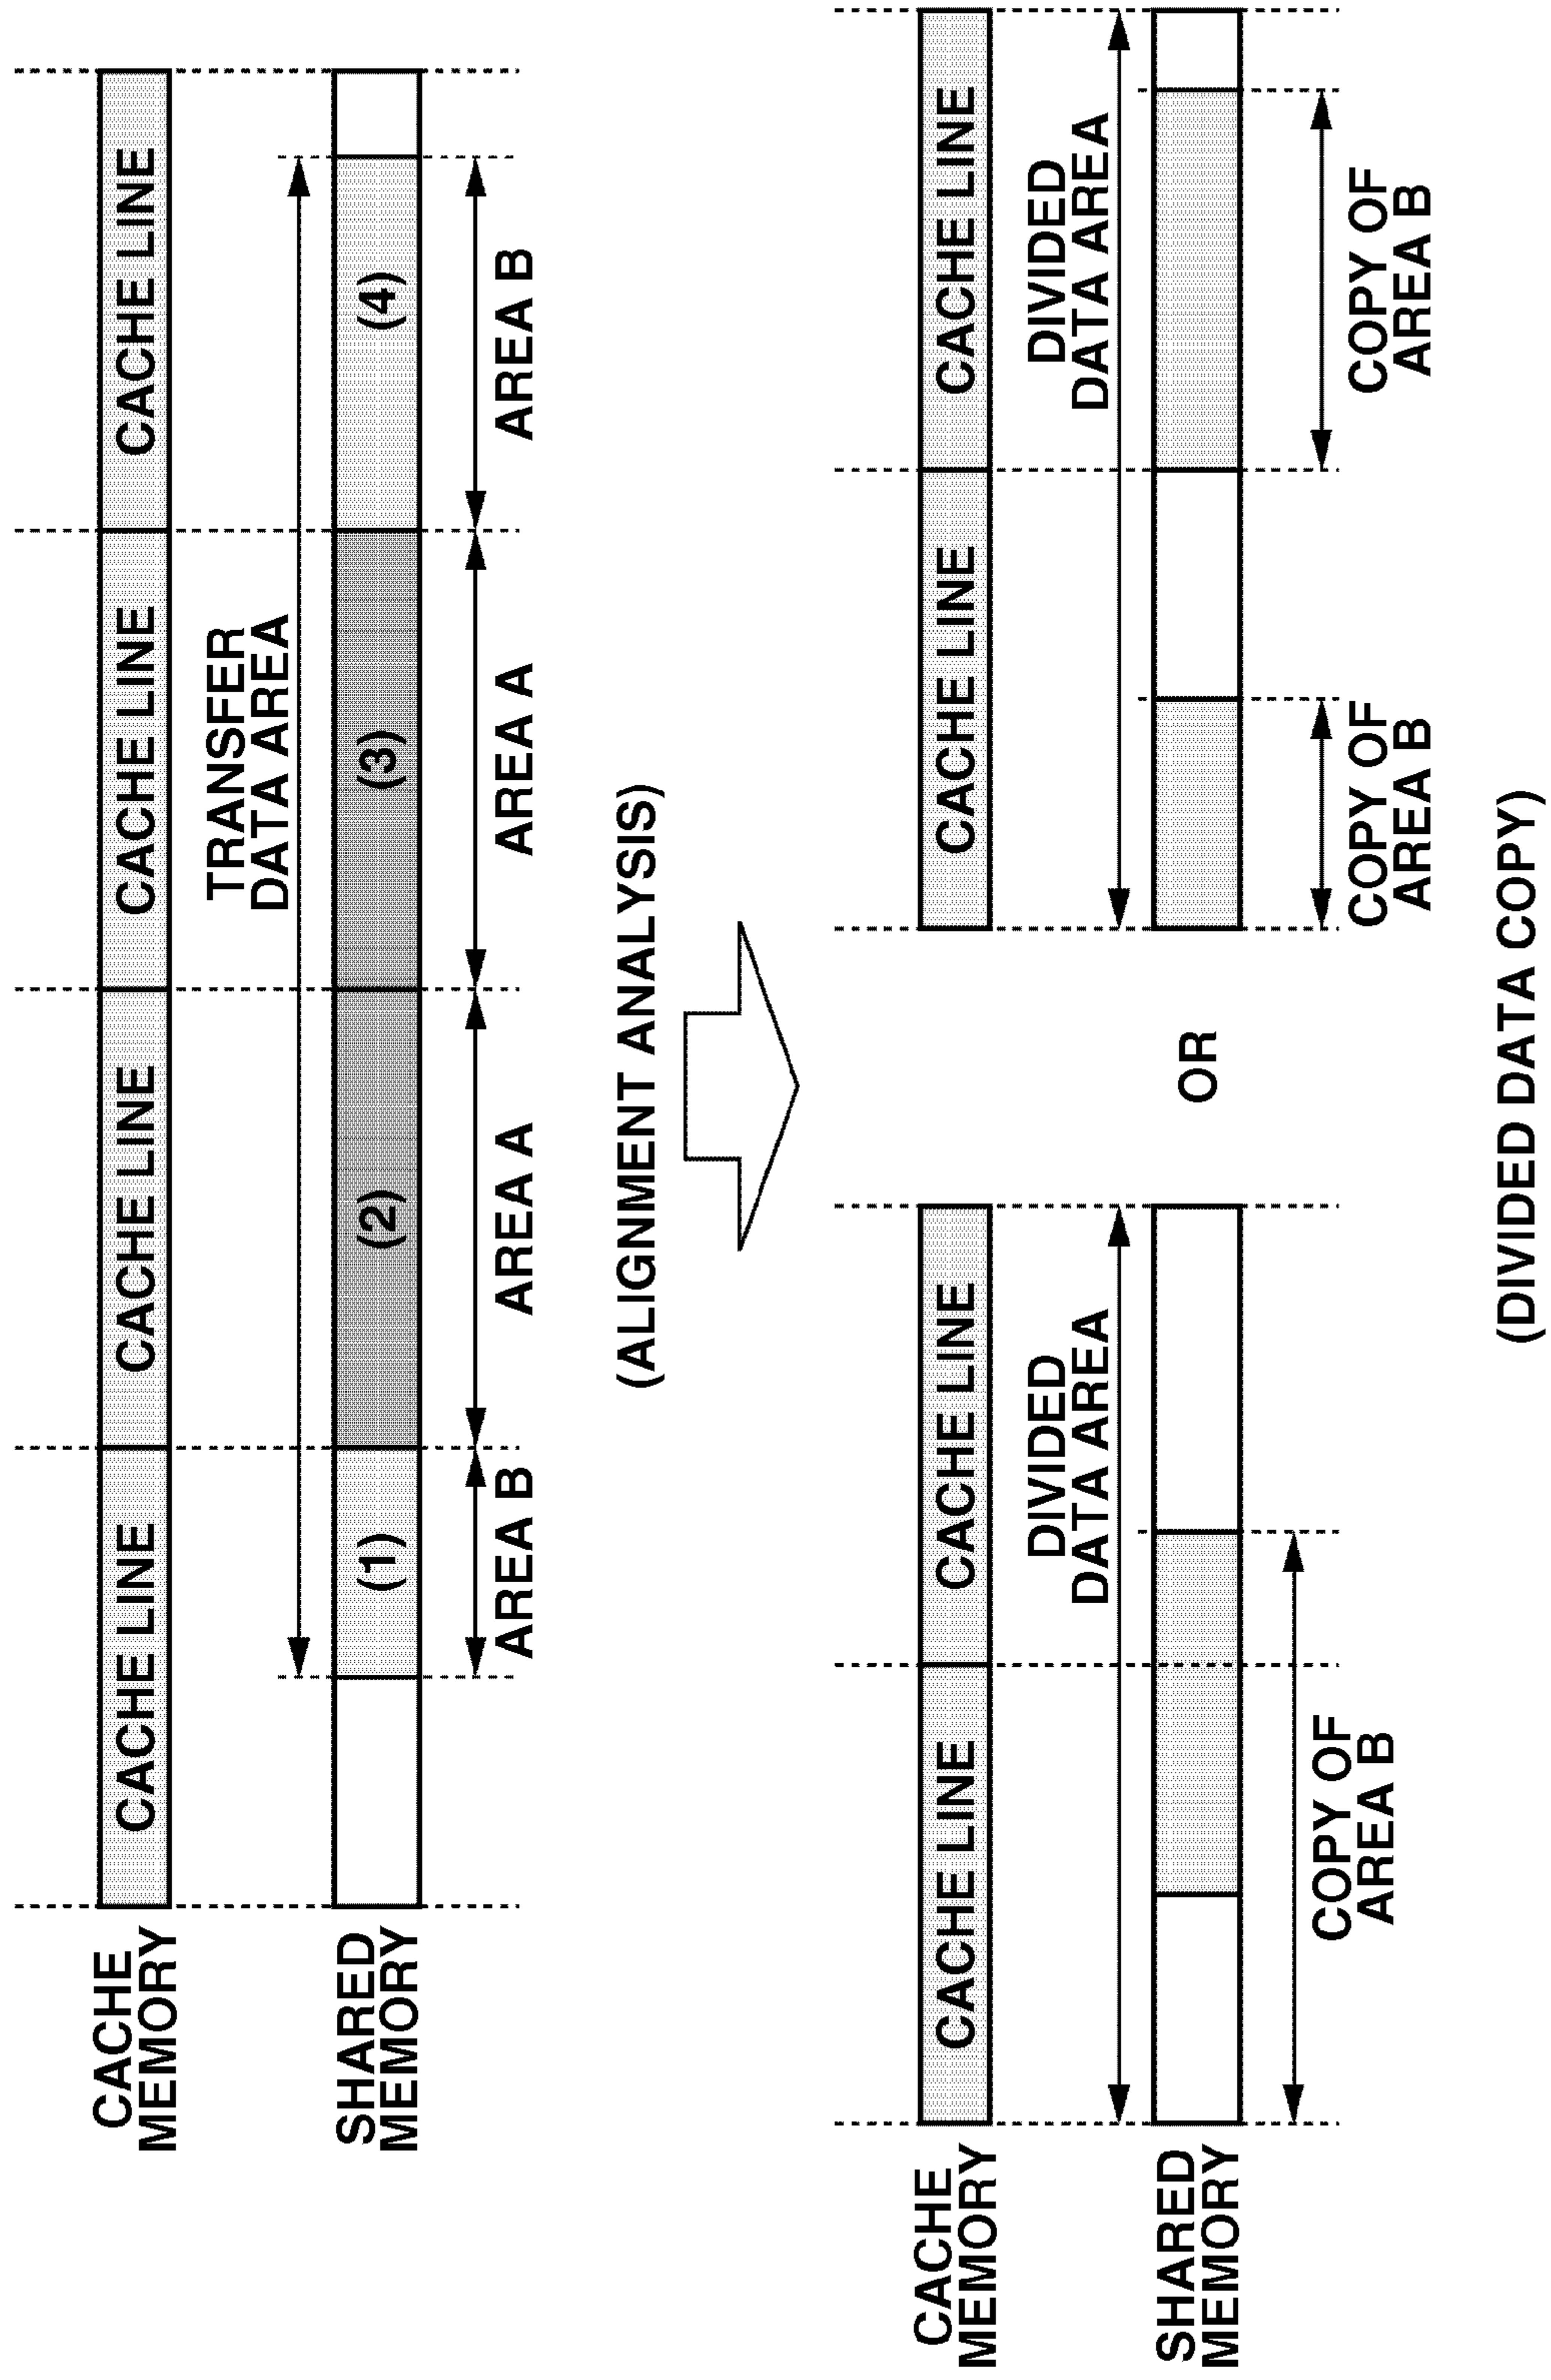 CACHE
MEMORY
CACHE LINE
CACHE LINE
CACHE LINE
CACHE LINE
TRANSFER
DATA AREA
SHARED
MEMORY
(1)
(2)
(3)
(4)
AREA B
AREA A
AREA A
AREA B
(ALIGNMENT ANALYSIS)
CACHE
MEMORY
CACHE LINE
CACHE LINE
CACHE LINE
CACHE LINE
DIVIDED
DATA AREA
DIVIDED
DATA AREA
SHARED
MEMORY
OR
COPY OF
AREA B
COPY OF
AREA B
COPY OF
AREA B
(DIVIDED DATA COPY)